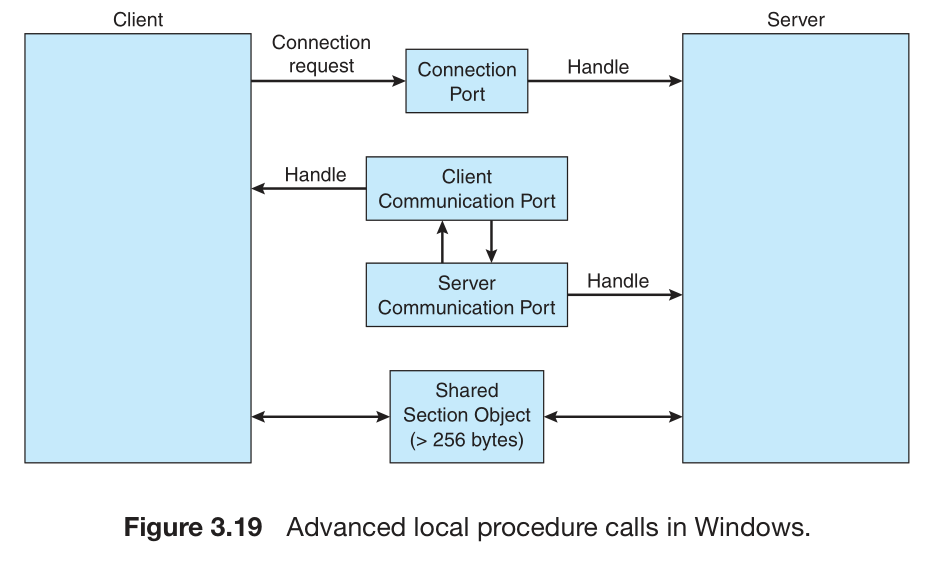 Client
Server
Connection
request
Connection
Port
Handle
Handle
Client
Communication Port
Server
Communication Port
Handle
Shared
Section Object
(> 256 bytes)
Figure 3.19 Advanced local procedure calls in Windows.